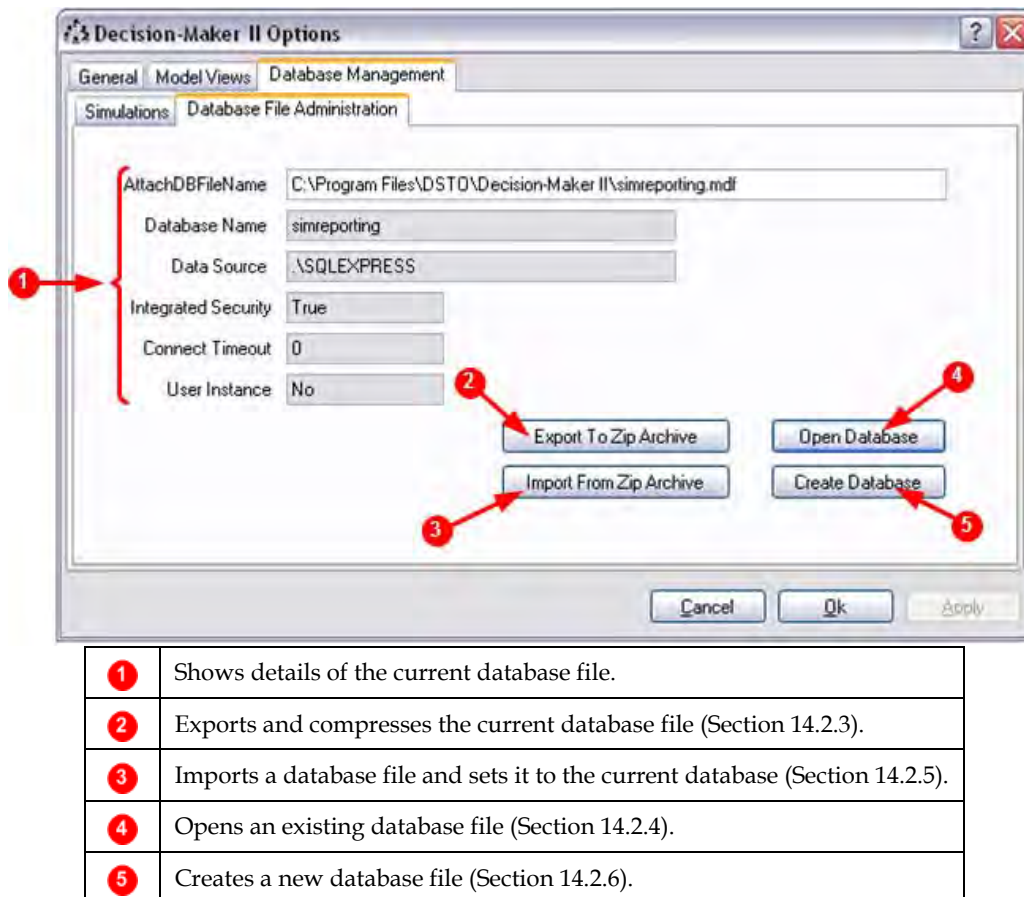 Decision-Maker II Options
?
General Model Views Database Management
Simulations Database File Administration
AttachDBFileName C:\Program Files\DSTO\Decision-Maker II\simreporting.mdf
Database Name simreporting
Data Source .\SQLEXPRESS
1
Integrated Security True
Connect Timeout 0
User Instance No
2
4
Export To Zip Archive Open Database
Import From Zip Archive Create Database
3
5
Cancel Ok Apply
1 Shows details of the current database file.
2 Exports and compresses the current database file (Section 14.2.3).
3 Imports a database file and sets it to the current database (Section 14.2.5).
4 Opens an existing database file (Section 14.2.4).
5 Creates a new database file (Section 14.2.6).